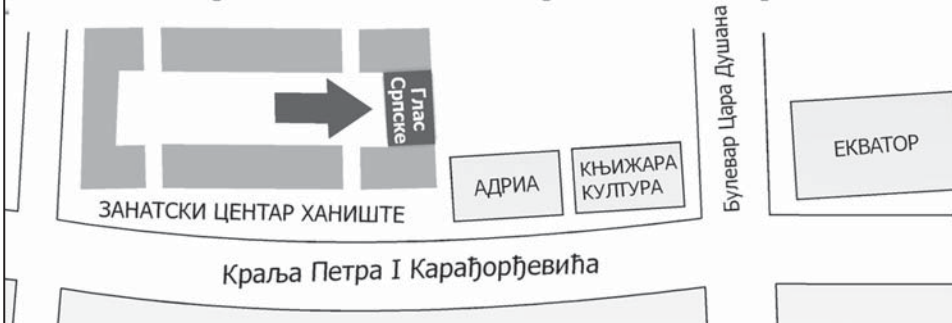 Глас
Српске
Булевар Цара Душана
ЕКВАТОР
КЊИЖАРА
КУЛТУРА
АДРИА
ЗАНАТСКИ ЦЕНТАР ХАНИШТЕ
Краља Петра I Карађорђевића